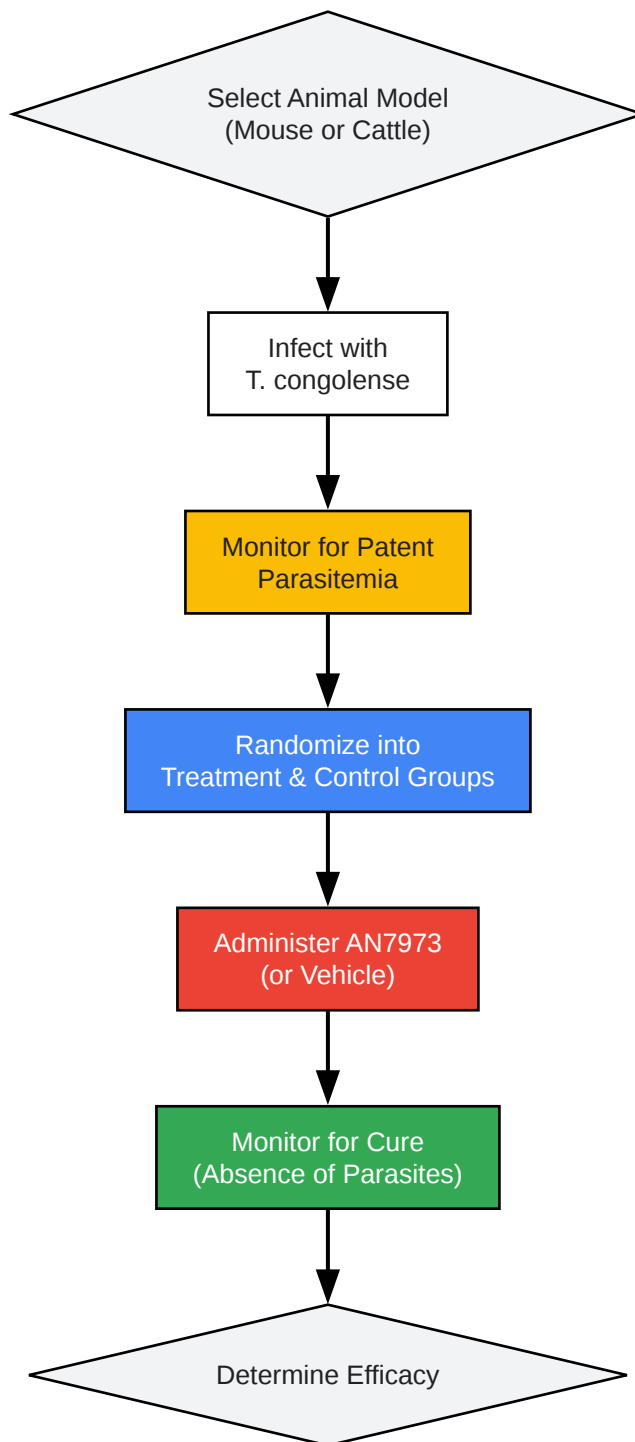 Select Animal Model
(Mouse or Cattle)
Infect with
T. congolense
Monitor for Patent
Parasitemia
Randomize into
Treatment & Control Groups
Administer AN7973
(or Vehicle)
Monitor for Cure
(Absence of Parasites)
Determine Efficacy